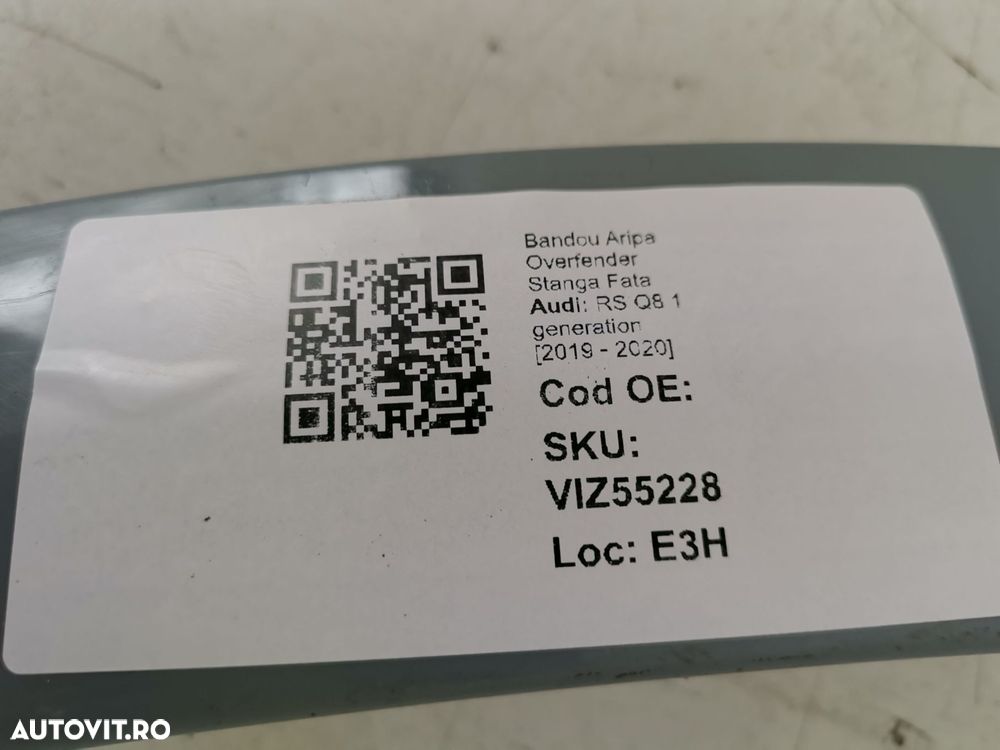 Bandou Aripa
Overfender
Stanga Fata
Audi: RS Q8 1
generation
[2019 - 2020]
Cod OE:
SKU:
VIZ55228
Loc: E3H
AUTOVIT.RO